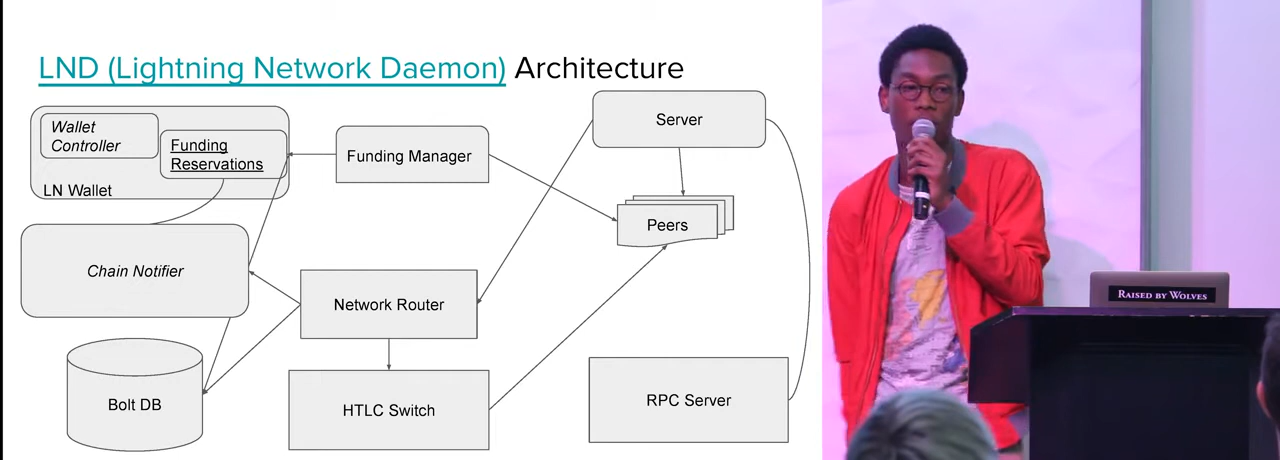 LND (Lightning Network Daemon) Architecture
Wallet
Controller
Funding
Reservations
LN Wallet
Funding Manager
Server
Peers
Chain Notifier
Network Router
Bolt DB
HTLC Switch
RPC Server
RAISED BY WOLVES